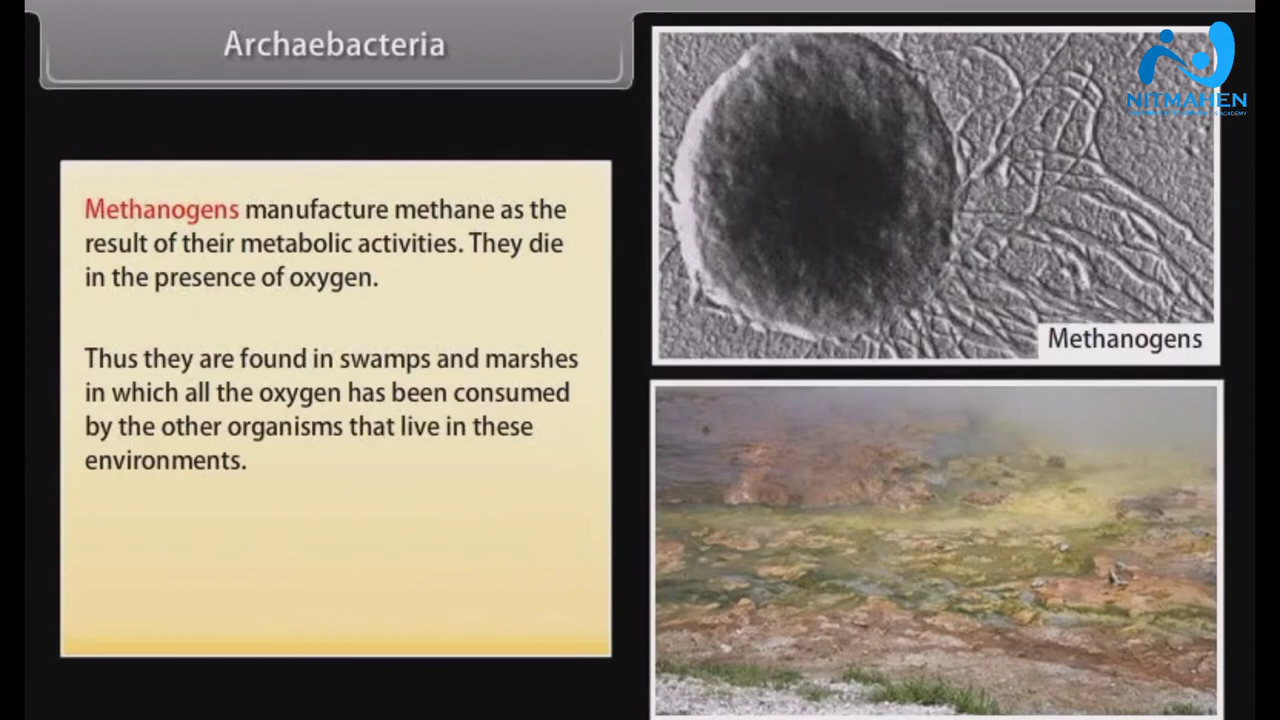 Archaebacteria
NITMAHEN
Methanogens manufacture methane as the
result of their metabolic activities. They die
in the presence of oxygen.
Thus they are found in swamps and marshes
in which all the oxygen has been consumed
by the other organisms that live in these
environments.
Methanogens